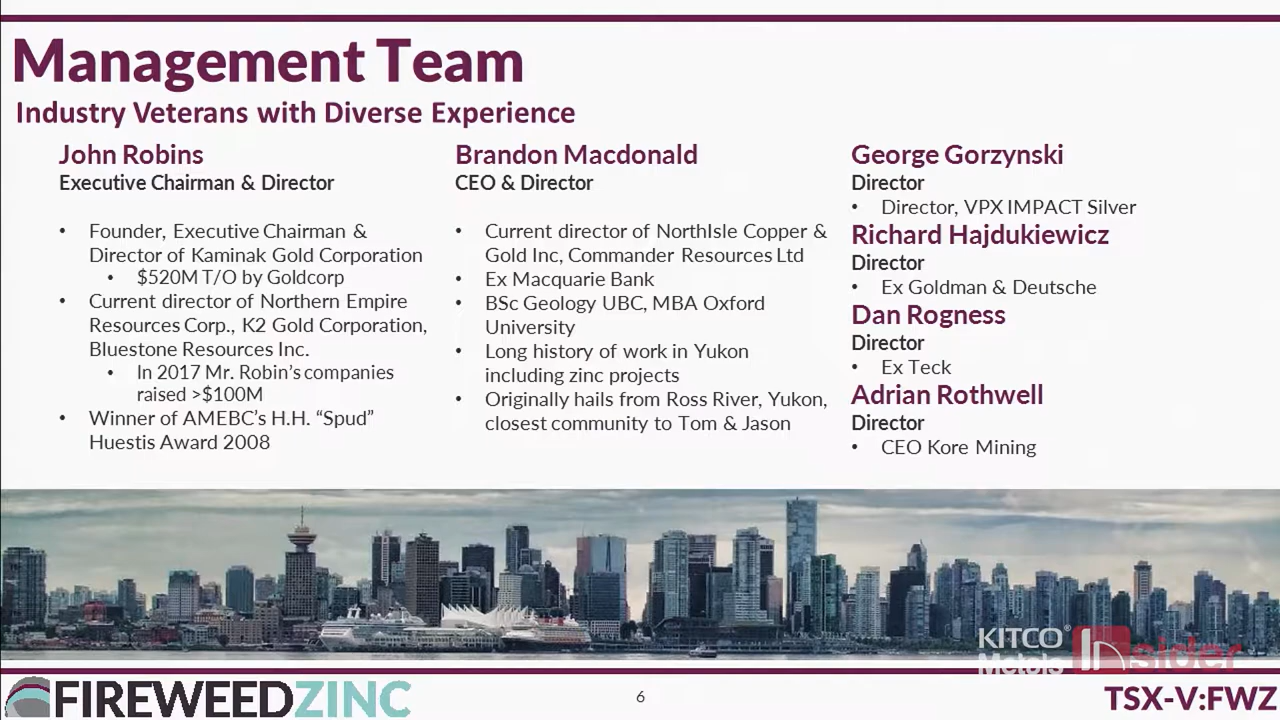 Management Team
Industry Veterans with Diverse Experience
John Robins
Executive Chairman & Director
• Founder, Executive Chairman &
Director of Kaminak Gold Corporation
• $520M T/O by Goldcorp
• Current director of Northern Empire
Resources Corp., K2 Gold Corporation,
Bluestone Resources Inc.
• In 2017 Mr. Robin's companies
raised >$100M
• Winner of AMEBC's H.H. “Spud”
Huestis Award 2008
Brandon Macdonald
CEO & Director
• Current director of NorthIsle Copper &
Gold Inc, Commander Resources Ltd
• Ex Macquarie Bank
• BSc Geology UBC, MBA Oxford
University
• Long history of work in Yukon
including zinc projects
• Originally hails from Ross River, Yukon,
closest community to Tom & Jason
George Gorzynski
Director
• Director, VPX IMPACT Silver
Richard Hajdukiewicz
Director
• Ex Goldman & Deutsche
Dan Rogness
Director
• Ex Teck
Adrian Rothwell
Director
• CEO Kore Mining
KITCO® Insider
Metals
FIREWEEDZINC
6
TSX-V:FWZ